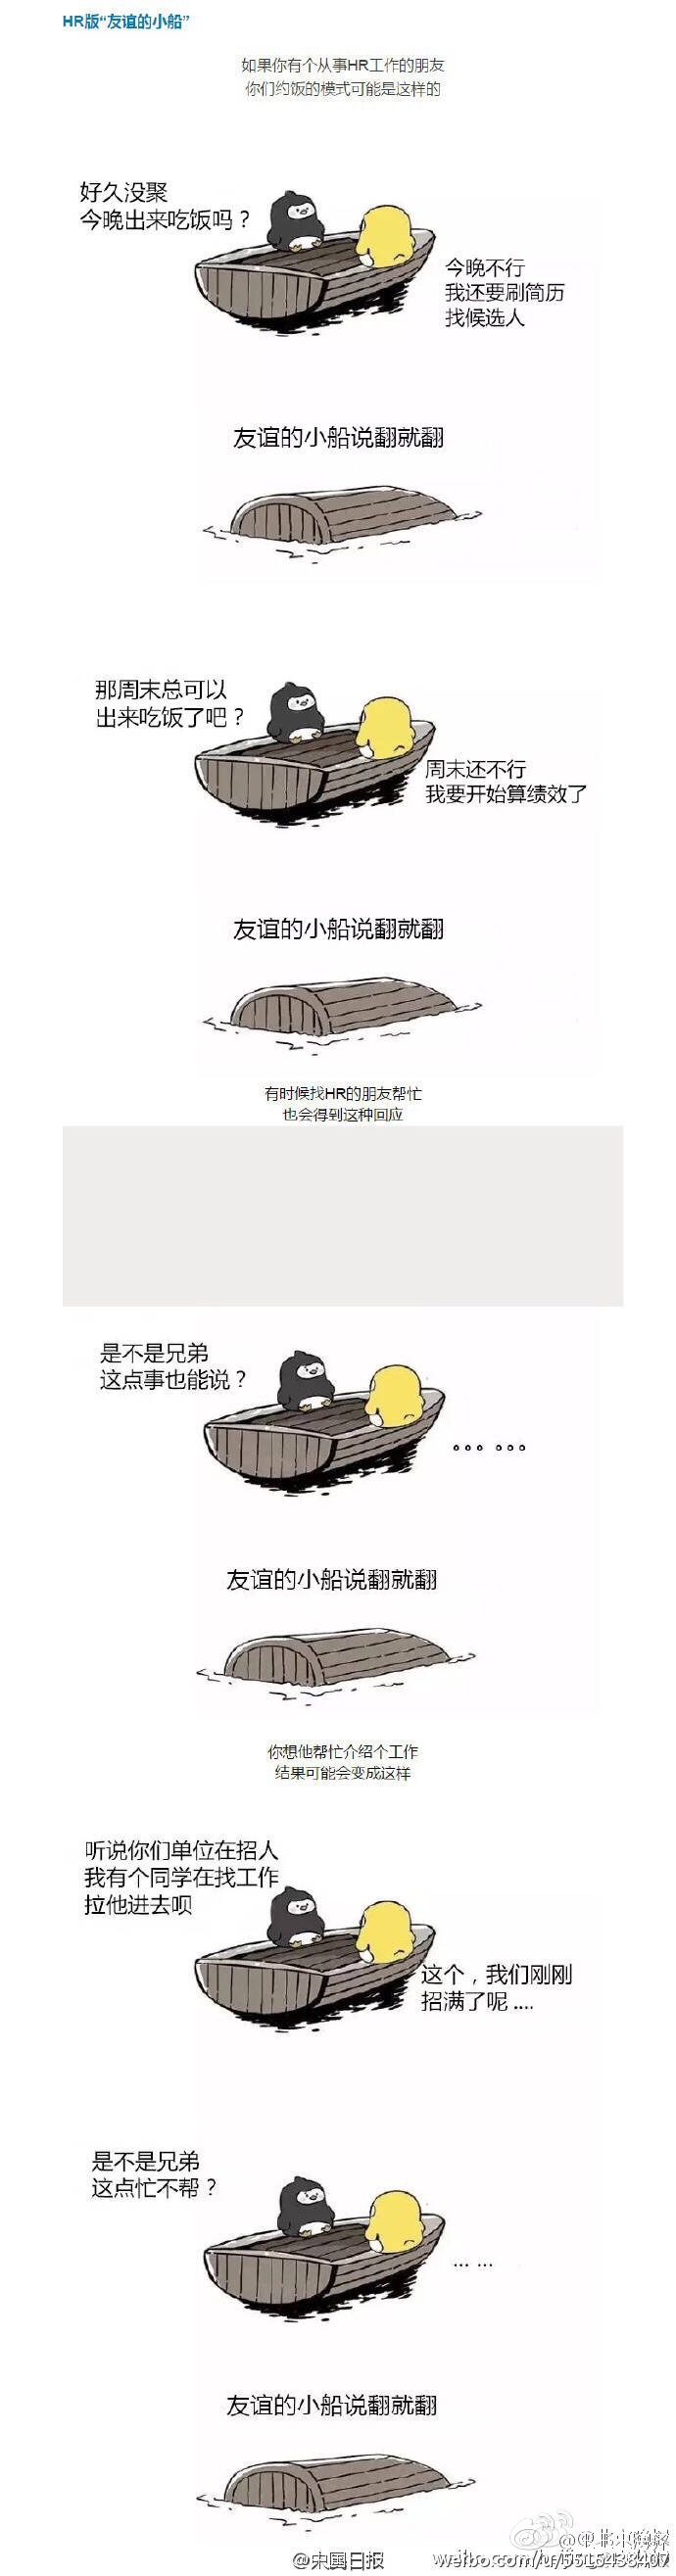 HR版“友谊的小船”
如果你有个从事HR工作的朋友
你们约饭的模式可能是这样的
好久没聚
今晚出来吃饭吗？
今晚不行
我还要刷简历
找候选人
友谊的小船说翻就翻
那周末总可以
出来吃饭了吧？
周末还不行
我要开始算绩效了
友谊的小船说翻就翻
有时候找HR的朋友帮忙
也会得到这种回应
是不是兄弟
这点事也能说？
。。。 。。。
友谊的小船说翻就翻
你想他帮忙介绍个工作
结果可能会变成这样
听说你们单位在招人
我有个同学在找工作
拉他进去呗
这个，我们刚刚
招满了呢 ....
是不是兄弟
这点忙不帮？
... ...
友谊的小船说翻就翻
@中國日报